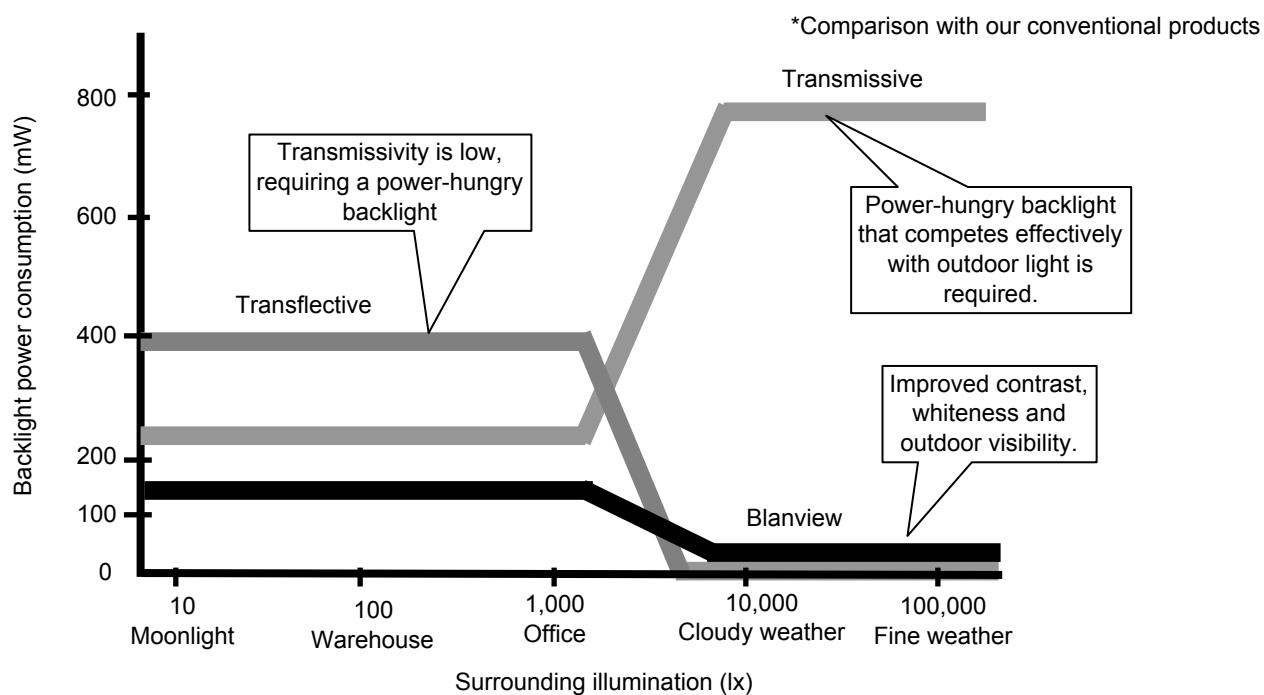 *Comparison with our conventional products
Transmissive
800
Transmissivity is low,
requiring a power-hungry
backlight
Power-hungry backlight
that competes effectively
with outdoor light is
required.
600
Backlight power consumption (mW)
Transflective
400
Improved contrast,
whiteness and
outdoor visibility.
200
100
Blanview
0
10
100
1,000
10,000
100,000
Moonlight
Warehouse
Office
Cloudy weather
Fine weather
Surrounding illumination (lx)